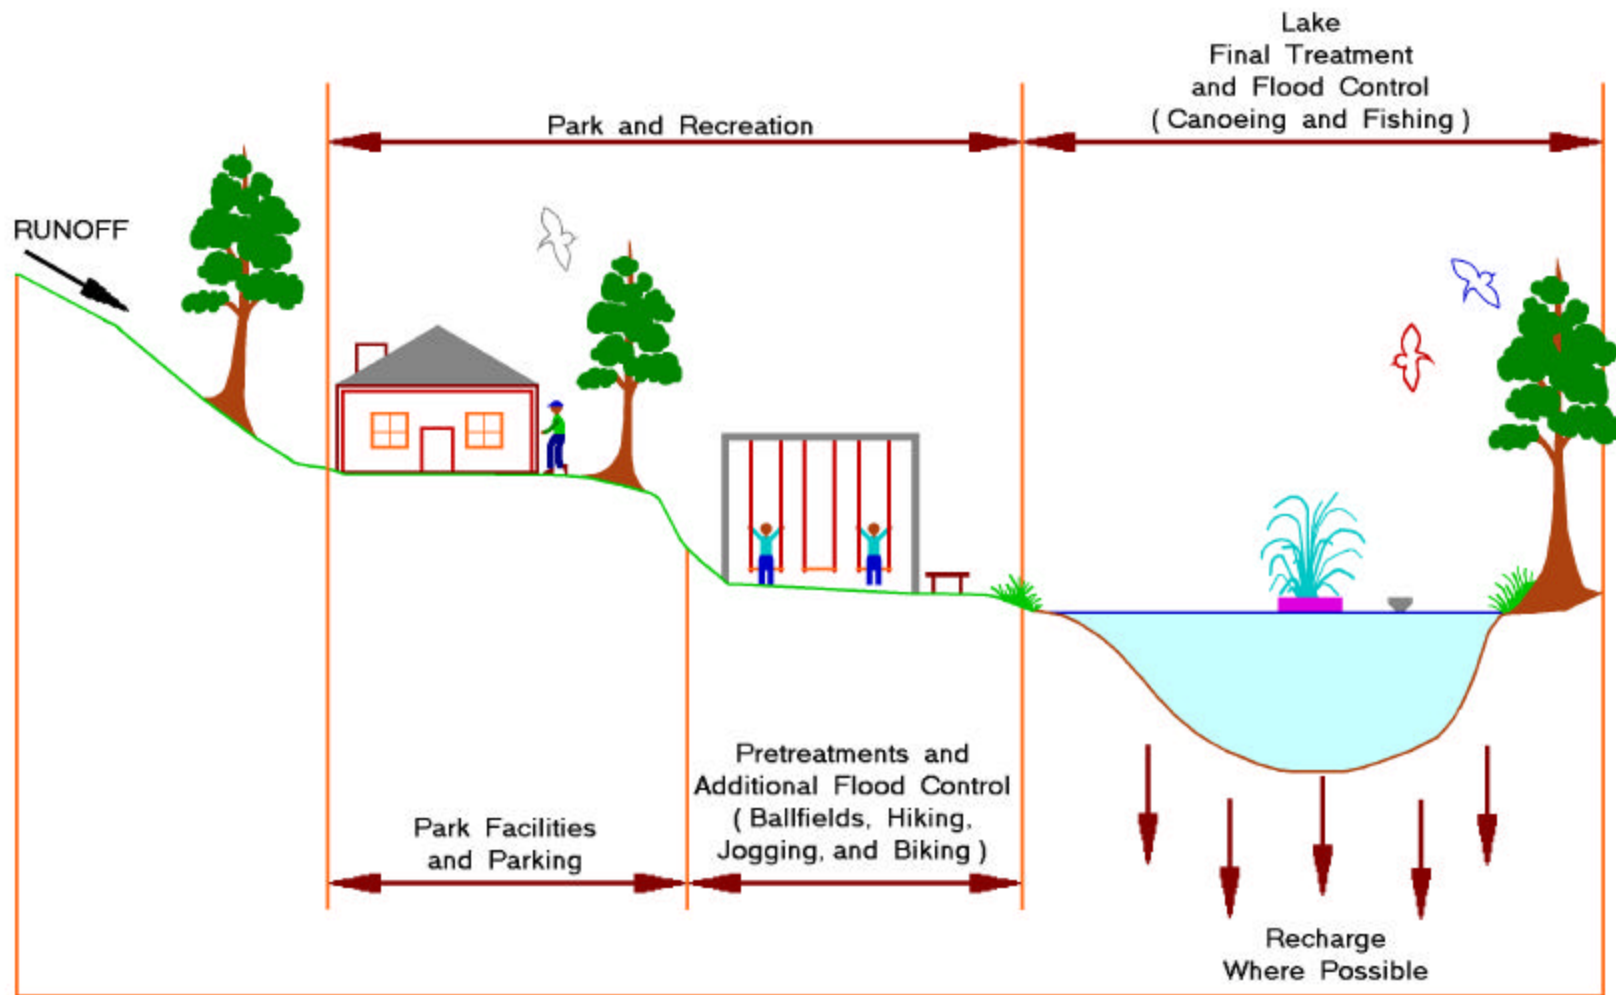 Lake
Final Treatment
and Flood Control
( Canoeing and Fishing )
Park and Recreation
RUNOFF
Pretreatments and
Additional Flood Control
( Ballfields, Hiking,
Jogging, and Biking )
Park Facilities
and Parking
Recharge
Where Possible